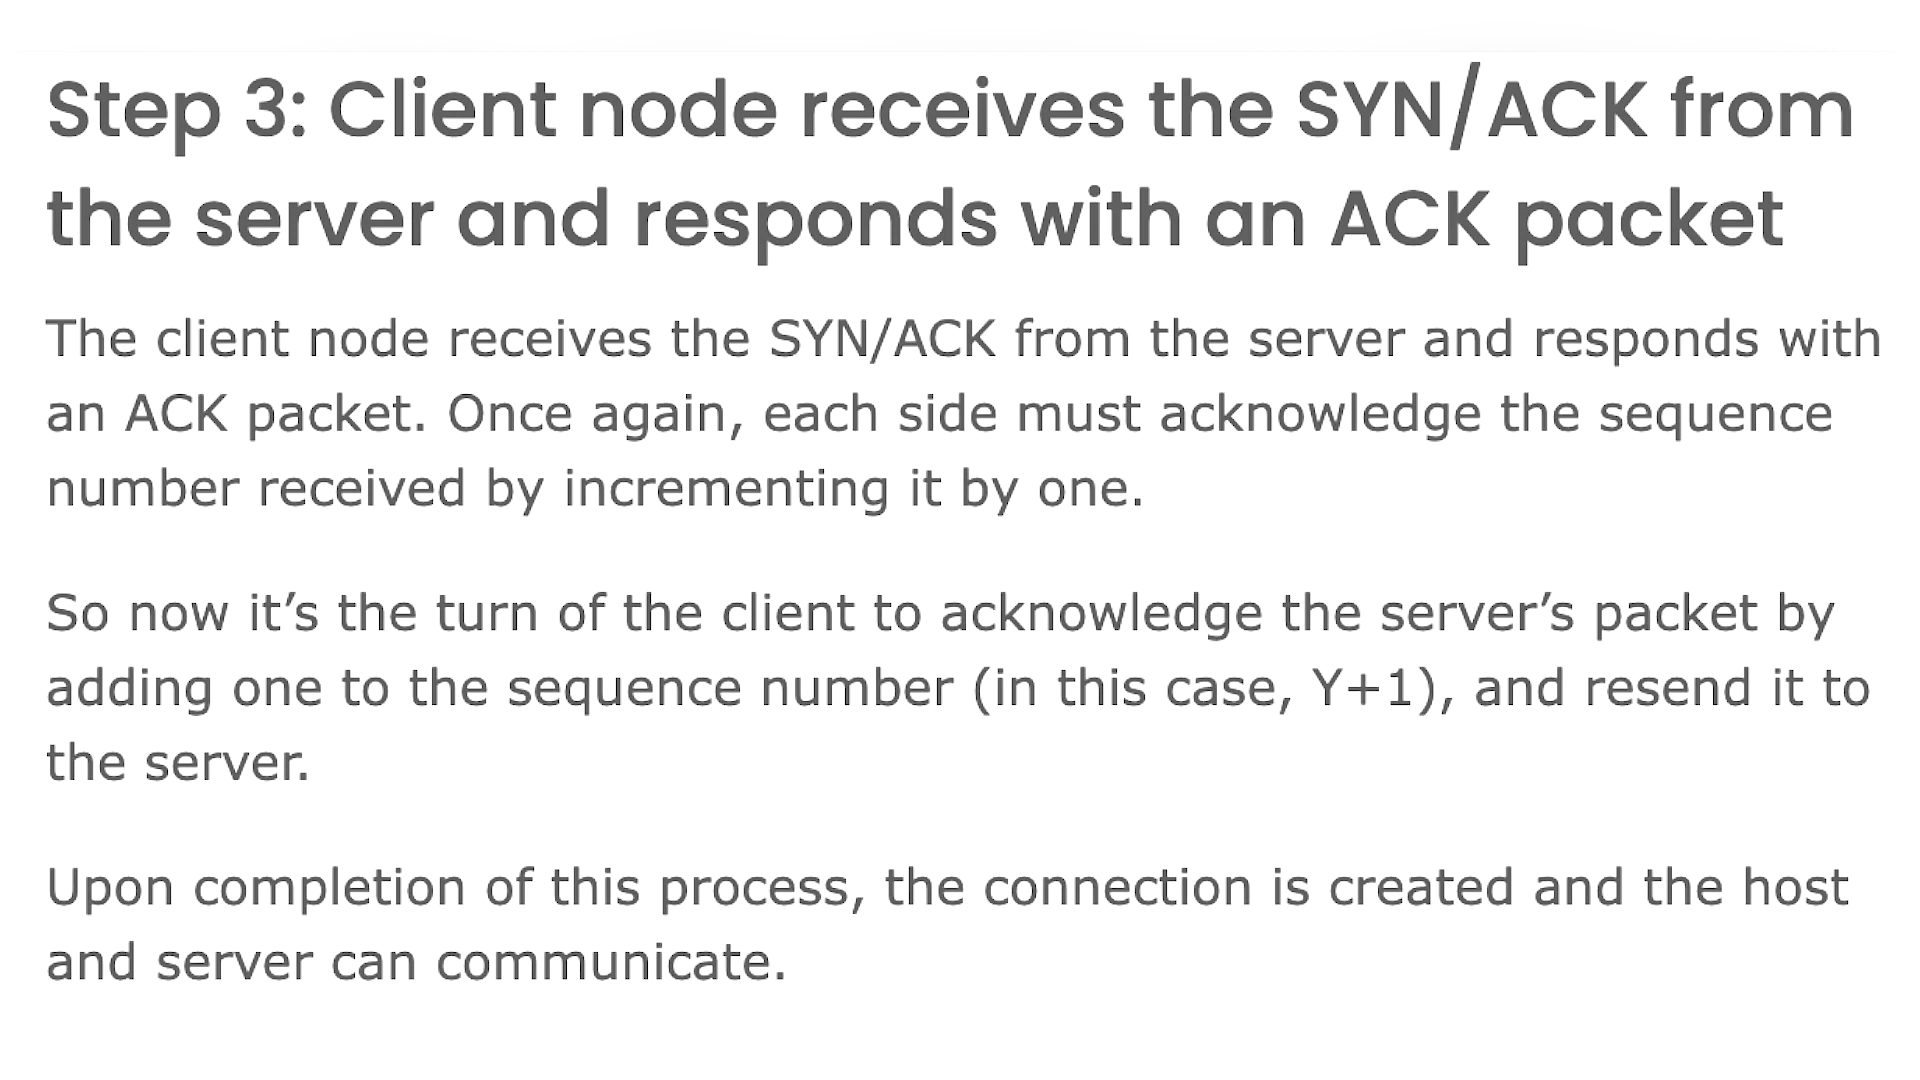 Step 3: Client node receives the SYN/ACK from
the server and responds with an ACK packet
The client node receives the SYN/ACK from the server and responds with
an ACK packet. Once again, each side must acknowledge the sequence
number received by incrementing it by one.
So now it’s the turn of the client to acknowledge the server’s packet by
adding one to the sequence number (in this case, Y+1), and resend it to
the server.
Upon completion of this process, the connection is created and the host
and server can communicate.